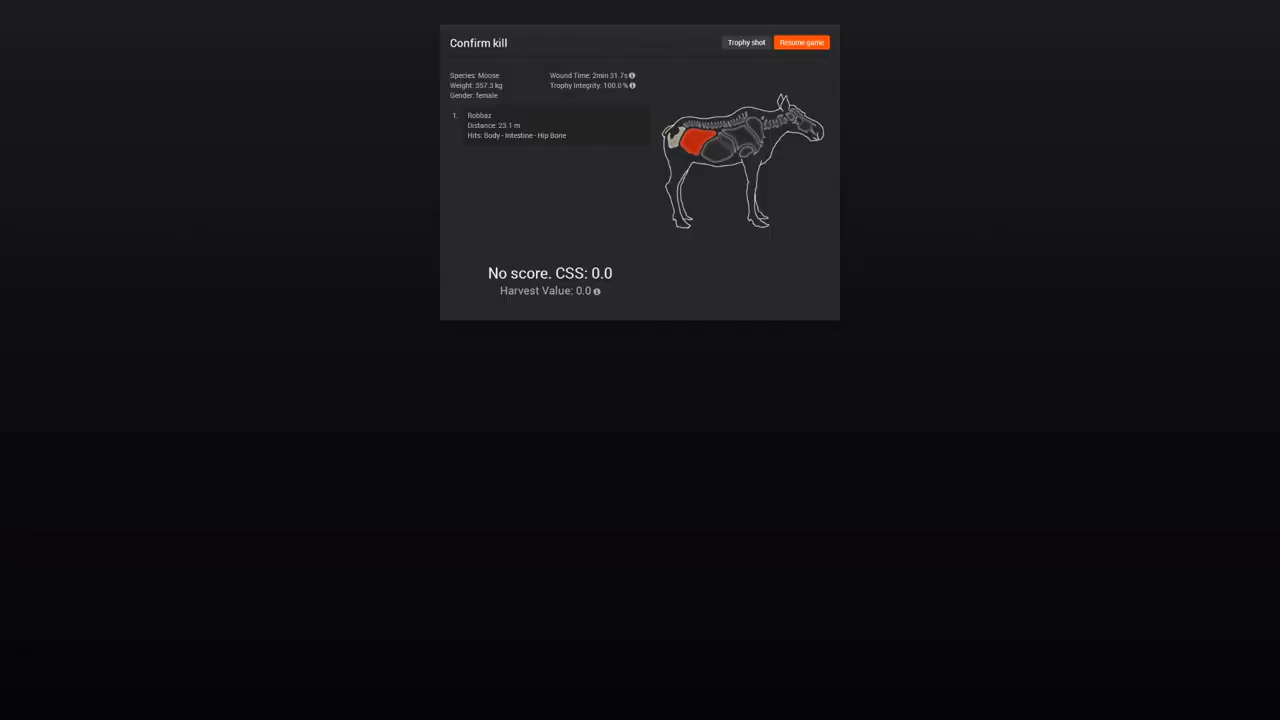 Confirm kill
Trophy shot
Resume game
Species: Moose
Weight: 357.3 kg
Gender: female
Wound Time: 2min 31.7s
Trophy Integrity: 100.0 %
1. Robbaz
Distance: 23.1 m
Hits: Body - Intestine - Hip Bone
No score. CSS: 0.0
Harvest Value: 0.0